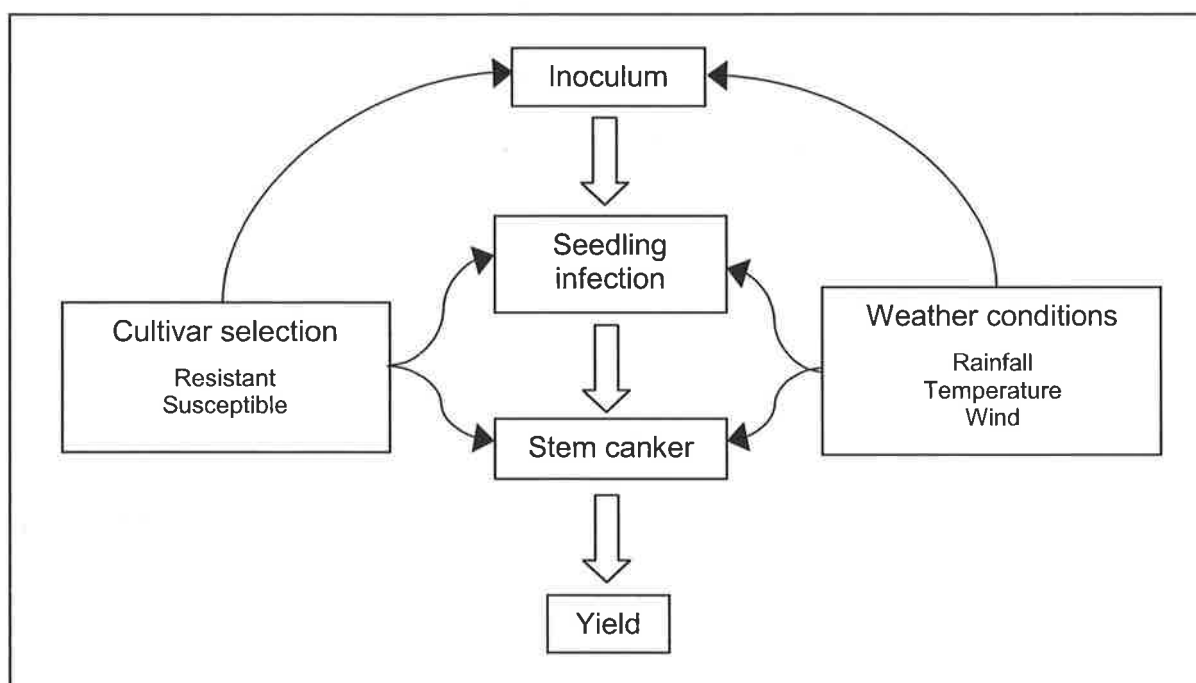 Inoculum
Seedling
infection
Cultivar selection
Resistant
Susceptible
Weather conditions
Rainfall
Temperature
Wind
Stem canker
Yield